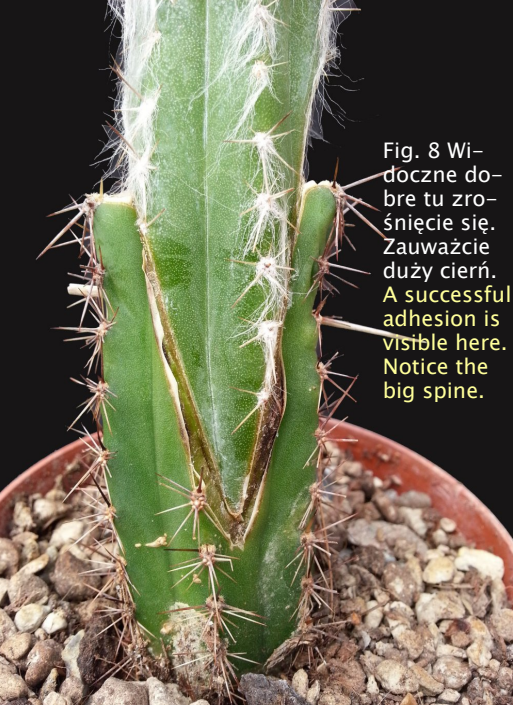 Fig. 8 Wi-
doczne do-
bre tu zro-
śnięcie się.
Zauważcie
duży cierń.
A successful
adhesion is
visible here.
Notice the
big spine.